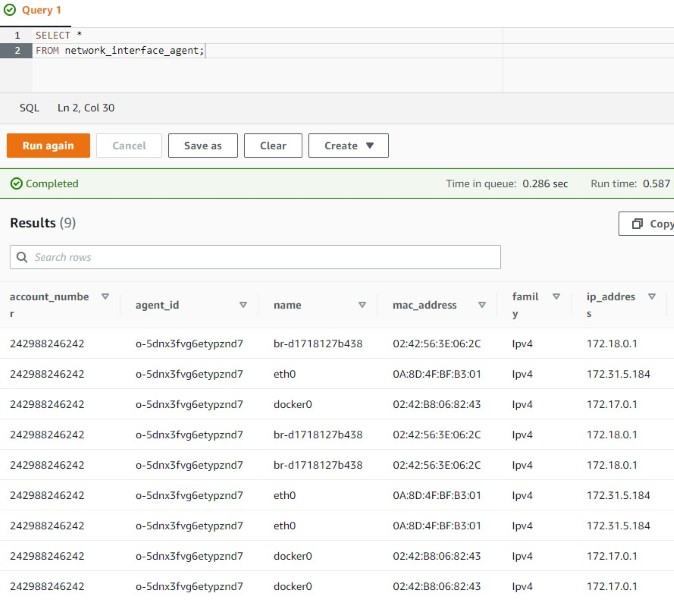 Query 1
1 SELECT *
2 FROM network_interface_agent;
SQL Ln 2, Col 30
Run again Cancel Save as Clear Create
Completed Time in queue: 0.286 sec Run time: 0.587
Results (9) Copy
Search rows
account_numbe
r agent_id name mac_address famil
y ip_addres
s
242988246242 o-5dnx3fvg6etypznd7 br-d1718127b438 02:42:56:3E:06:2C Ipv4 172.18.0.1
242988246242 o-5dnx3fvg6etypznd7 eth0 0A:8D:4F:BF:B3:01 Ipv4 172.31.5.184
242988246242 o-5dnx3fvg6etypznd7 docker0 02:42:B8:06:82:43 Ipv4 172.17.0.1
242988246242 o-5dnx3fvg6etypznd7 br-d1718127b438 02:42:56:3E:06:2C Ipv4 172.18.0.1
242988246242 o-5dnx3fvg6etypznd7 br-d1718127b438 02:42:56:3E:06:2C Ipv4 172.18.0.1
242988246242 o-5dnx3fvg6etypznd7 eth0 0A:8D:4F:BF:B3:01 Ipv4 172.31.5.184
242988246242 o-5dnx3fvg6etypznd7 eth0 0A:8D:4F:BF:B3:01 Ipv4 172.31.5.184
242988246242 o-5dnx3fvg6etypznd7 docker0 02:42:B8:06:82:43 Ipv4 172.17.0.1
242988246242 o-5dnx3fvg6etypznd7 docker0 02:42:B8:06:82:43 Ipv4 172.17.0.1